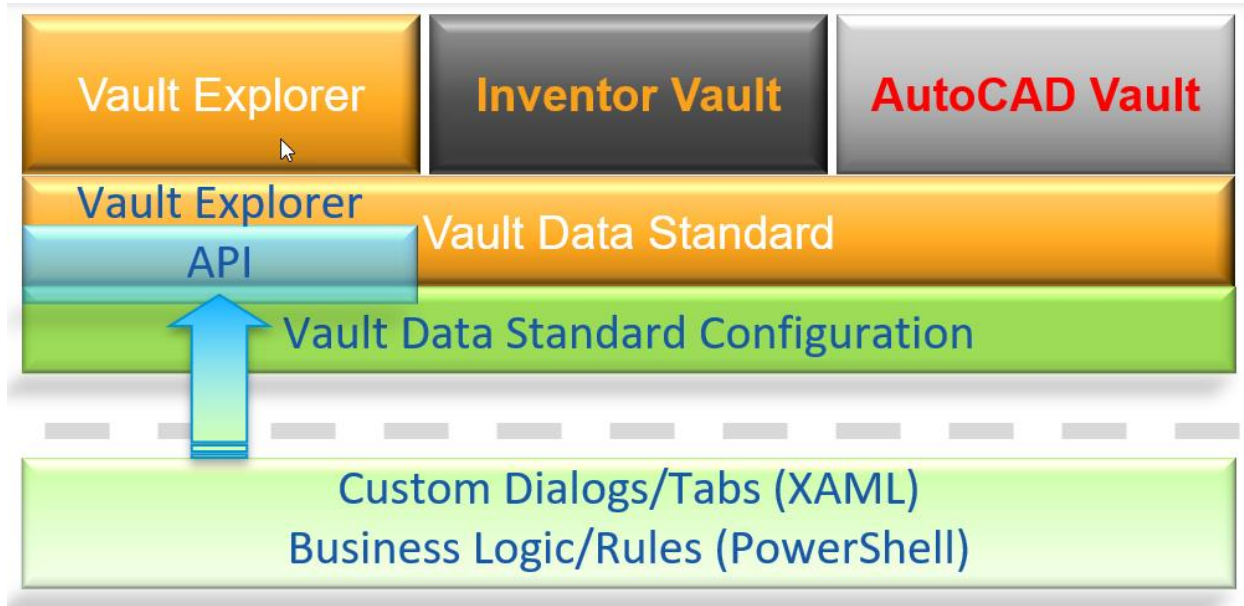 Vault Explorer
Inventor Vault
AutoCAD Vault
Vault Explorer
API
Vault Data Standard
Vault Data Standard Configuration
Custom Dialogs/Tabs (XAML)
Business Logic/Rules (PowerShell)